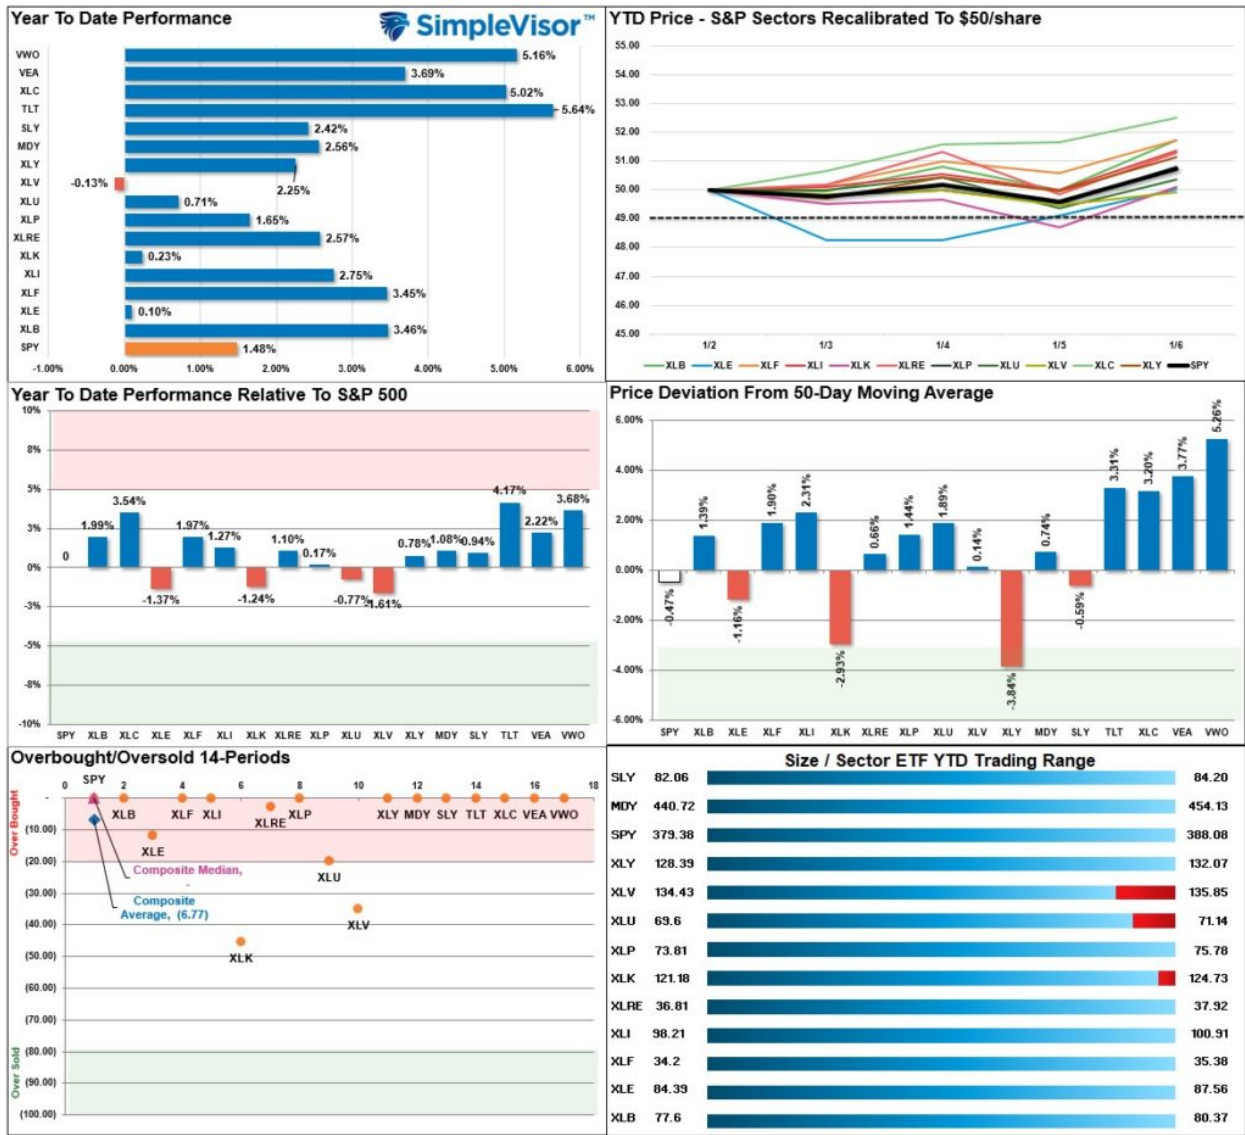 Year To Date Performance
SimpleVisor™
VWO 5.16%
VEA 3.69%
XLC 5.02%
TLT 5.64%
SLY 2.42%
MDY 2.56%
XLY 2.25%
XLV -0.13%
XLU 0.71%
XLP 1.65%
XLRE 2.57%
XLK 0.23%
XLI 2.75%
XLF 3.45%
XLE 0.10%
XLB 3.46%
SPY 1.48%
-1.00% 0.00% 1.00% 2.00% 3.00% 4.00% 5.00% 6.00%
YTD Price - S&P Sectors Recalibrated To $50/share
55.00
54.00
53.00
52.00
51.00
50.00
49.00
48.00
47.00
46.00
45.00
1/2 1/3 1/4 1/5 1/6
XLB XLE XLF XLI XLK XLRE XLP XLU XLV XLC XLY SPY
Year To Date Performance Relative To S&P 500
10%
8%
5%
3%
0%
-3%
-5%
-8%
-10%
0 1.99% 3.54% -1.37% 1.97% 1.27% -1.24% 1.10% 0.17% -0.77% -1.61% 0.78% 1.08% 0.94% 4.17% 2.22% 3.68%
SPY XLB XLC XLE XLF XLI XLK XLRE XLP XLU XLV XLY MDY SLY TLT VEA VWO
Price Deviation From 50-Day Moving Average
6.00%
4.00%
2.00%
0.00%
-2.00%
-4.00%
-6.00%
-0.47% 1.39% -1.16% 1.90% 2.31% -2.93% 0.66% 1.44% 1.89% 0.14% -3.84% 0.74% -0.59% 3.31% 3.20% 3.77% 5.26%
SPY XLB XLE XLF XLI XLK XLRE XLP XLU XLV XLY MDY SLY TLT XLC VEA VWO
Overbought/Oversold 14-Periods
0 2 4 6 8 10 12 14 16 18
SPY
XLB XLF XLI XLRE XLP XLY MDY SLY TLT XLC VEA VWO
XLE
XLU
XLV
XLK
Composite Median,
-
Composite
Average, (6.77)
Over Bought
Over Sold
-
(10.00)
(20.00)
(30.00)
(40.00)
(50.00)
(60.00)
(70.00)
(80.00)
(90.00)
(100.00)
Size / Sector ETF YTD Trading Range
SLY 82.06 84.20
MDY 440.72 454.13
SPY 379.38 388.08
XLY 128.39 132.07
XLV 134.43 135.85
XLU 69.6 71.14
XLP 73.81 75.78
XLK 121.18 124.73
XLRE 36.81 37.92
XLI 98.21 100.91
XLF 34.2 35.38
XLE 84.39 87.56
XLB 77.6 80.37